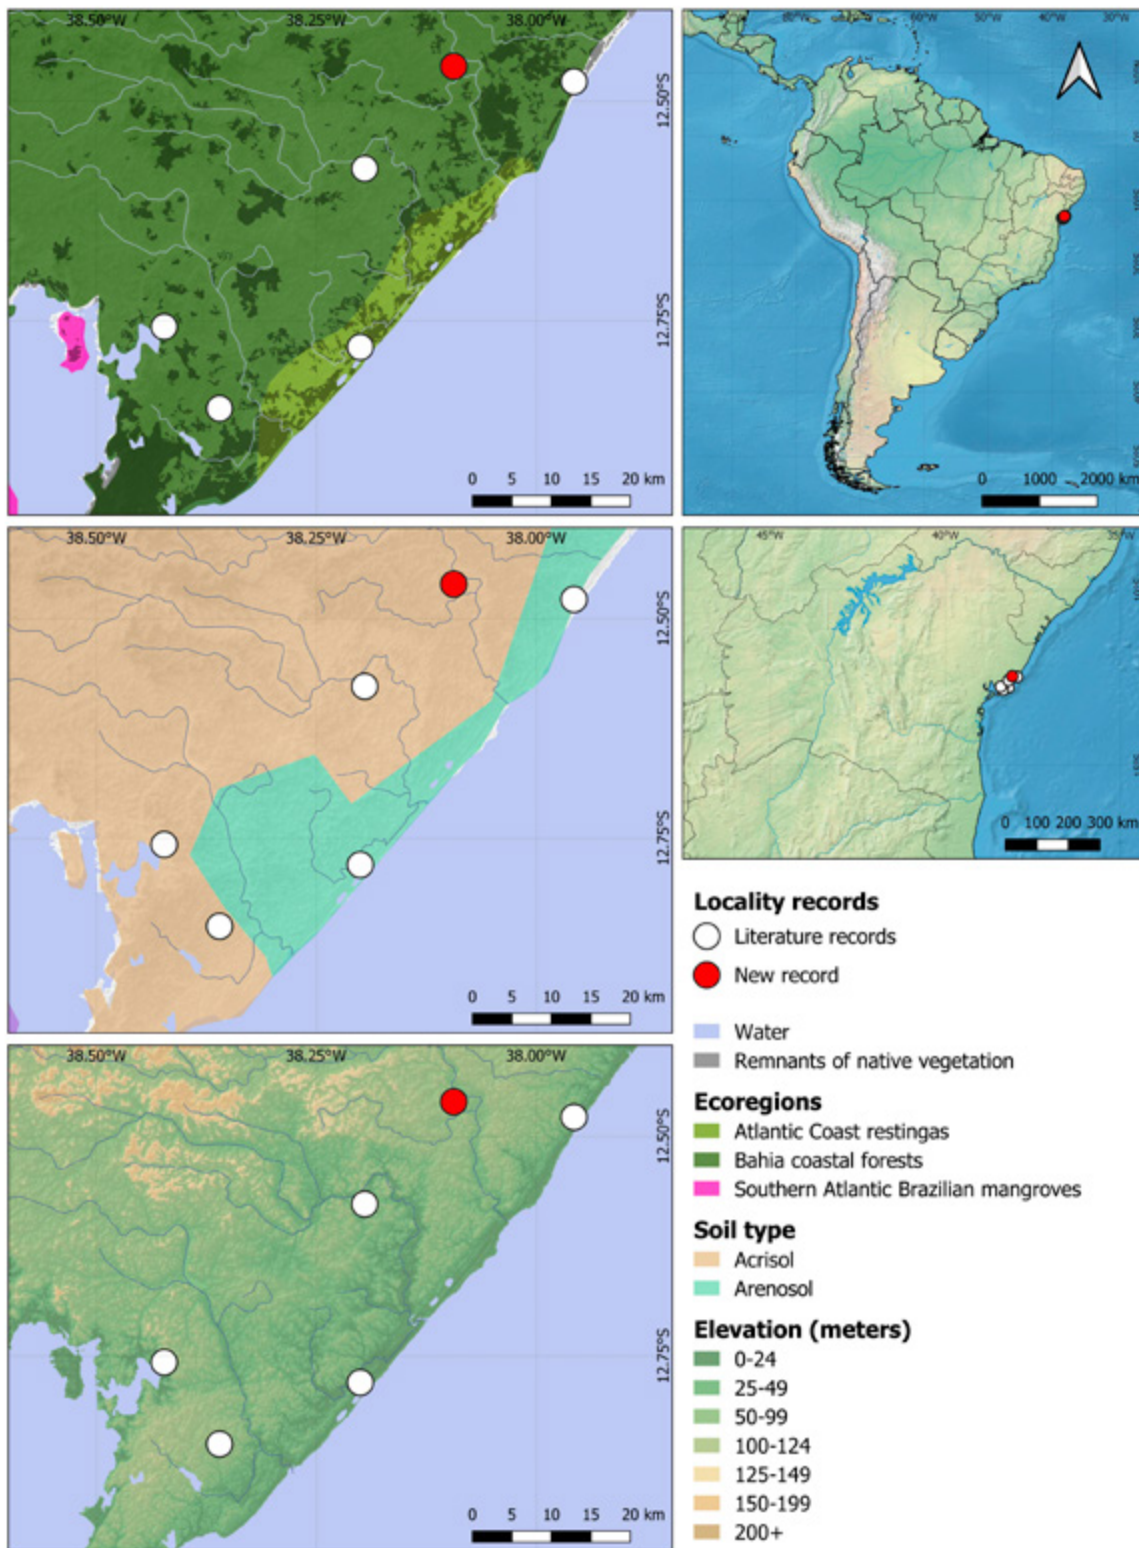 38.50°W 38.25°W 38.00°W
12.50°S
12.75°S
0 5 10 15 20 km
80°W 60°W 50°W 40°W 30°W
0 1000 2000 km
38.50°W 38.25°W 38.00°W
12.50°S
12.75°S
0 5 10 15 20 km
45°W 40°W 35°W
0 100 200 300 km
38.50°W 38.25°W 38.00°W
12.50°S
12.75°S
0 5 10 15 20 km
Locality records
Literature records
New record
Water
Remnants of native vegetation
Ecoregions
Atlantic Coast restingas
Bahia coastal forests
Southern Atlantic Brazilian mangroves
Soil type
Acrisol
Arenosol
Elevation (meters)
0-24
25-49
50-99
100-124
125-149
150-199
200+